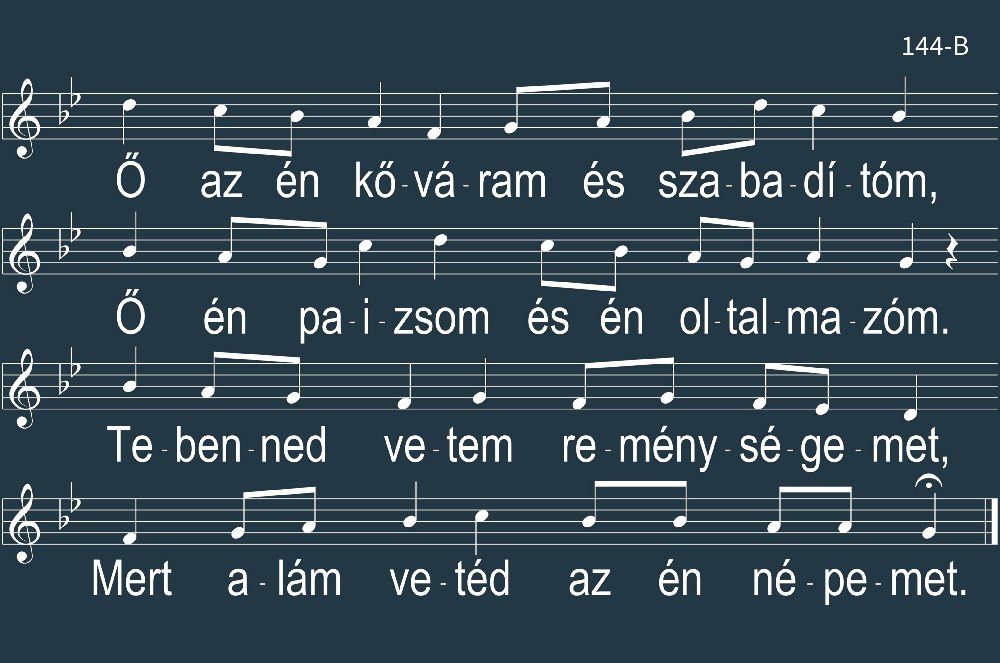 144-B
Ő az én kő-vá-ram és sza-ba-dí-tóm,
Ő én pa-i-zsom és én ol-tal-ma-zóm.
Te-ben-ned ve-tem re-mény-sé-ge-met,
Mert a-lám ve-téd az én né-pe-met.